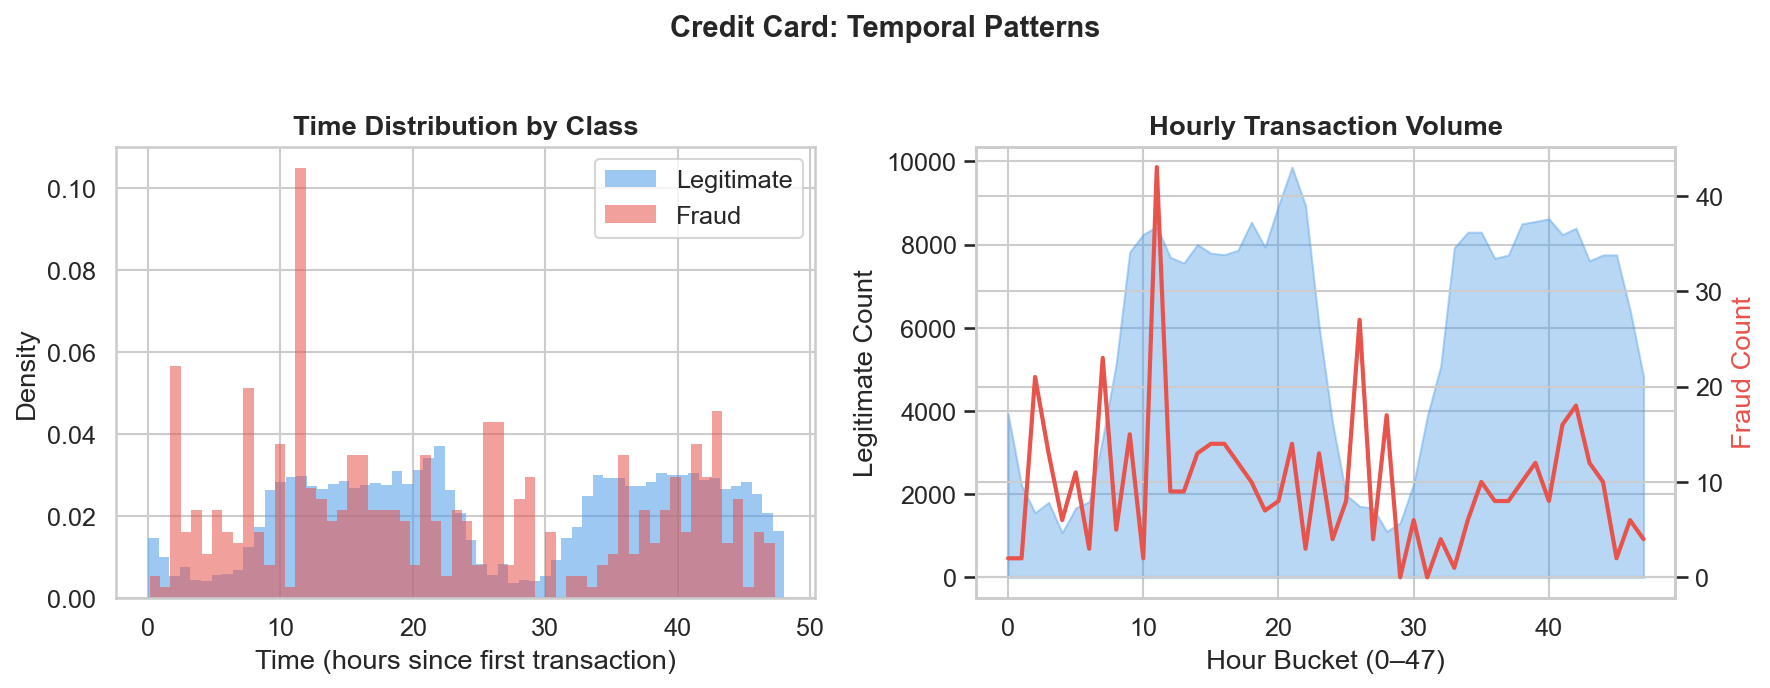 Credit Card: Temporal Patterns
Time Distribution by Class
0.10
0.08
0.06
0.04
0.02
0.00
Density
Legitimate
Fraud
0 10 20 30 40 50
Time (hours since first transaction)
Hourly Transaction Volume
10000
8000
6000
4000
2000
0
Legitimate Count
40
30
20
10
0
Fraud Count
0 10 20 30 40
Hour Bucket (0–47)